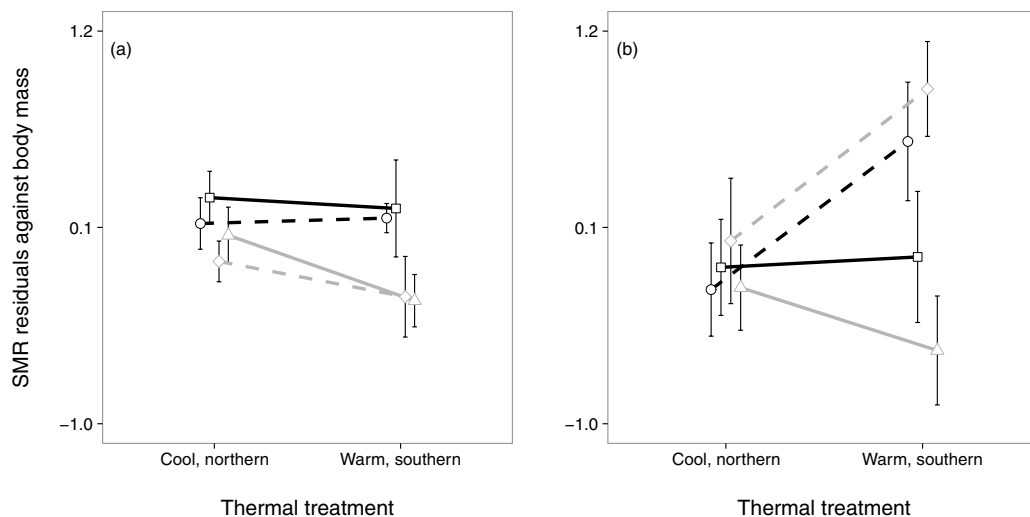 SMR residuals against body mass
1.2
0.1
−1.0
(a)
Cool, northern
Warm, southern
Thermal treatment
1.2
0.1
−1.0
(b)
Cool, northern
Warm, southern
Thermal treatment